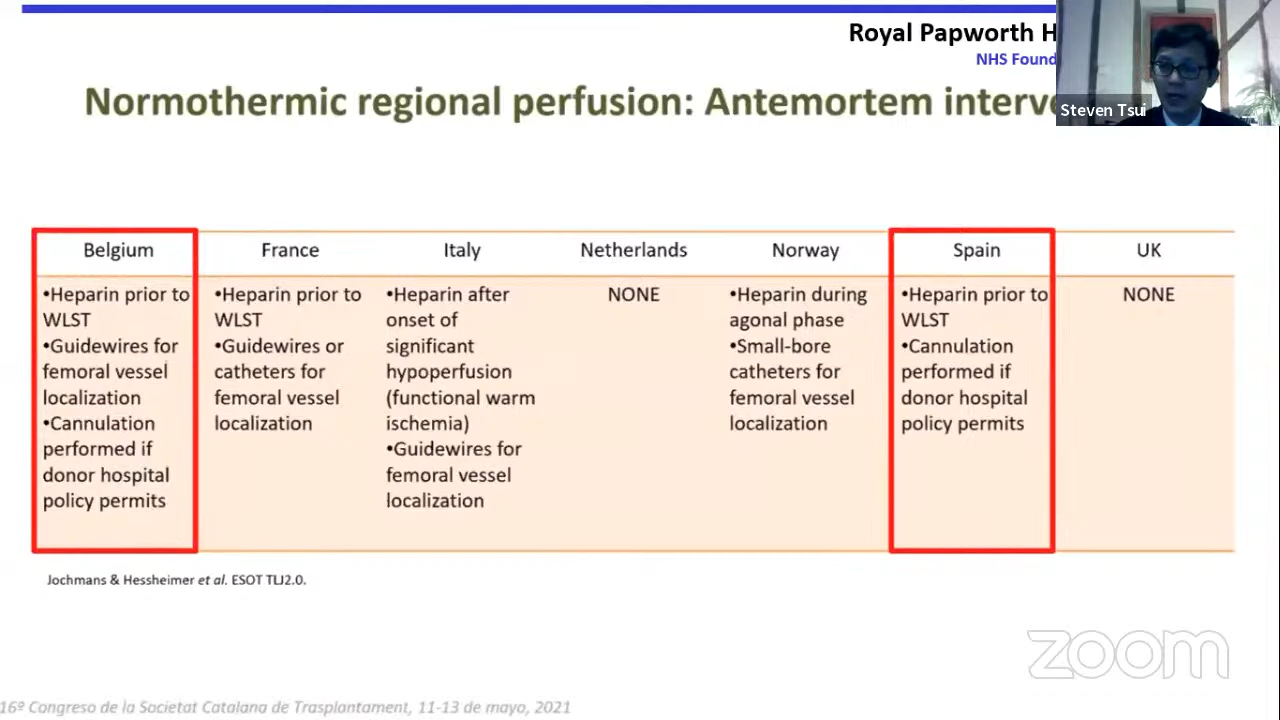 Royal Papworth H
NHS Found
Steven Tsui
Normothermic regional perfusion: Antemortem interve
Belgium
•Heparin prior to
WLST
•Guidewires for
femoral vessel
localization
•Cannulation
performed if
donor hospital
policy permits
France
•Heparin prior to
WLST
•Guidewires or
catheters for
femoral vessel
localization
Italy
•Heparin after
onset of
significant
hypoperfusion
(functional warm
ischemia)
•Guidewires for
femoral vessel
localization
Netherlands
NONE
Norway
•Heparin during
agonal phase
•Small-bore
catheters for
femoral vessel
localization
Spain
•Heparin prior to
WLST
•Cannulation
performed if
donor hospital
policy permits
UK
NONE
Jochmans & Hessheimer et al. ESOT TLJ2.0.
zoom
16º Congreso de la Societat Catalana de Trasplantament, 11-13 de mayo, 2021